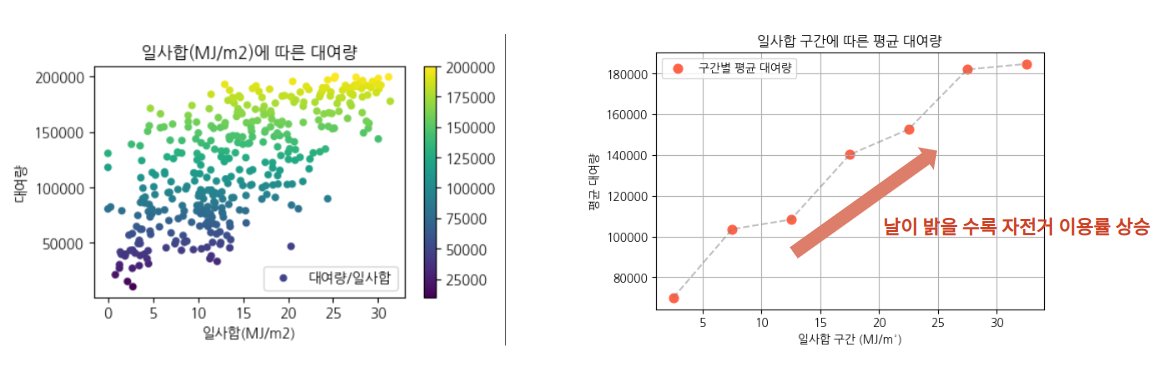 일사합(MJ/m2)에 따른 대여량
200000
150000
100000
50000
대여량
0 5 10 15 20 25 30
일사합(MJ/m2)
대여량/일사합
200000
175000
150000
125000
100000
75000
50000
25000
일사합 구간에 따른 평균 대여량
구간별 평균 대여량
180000
160000
140000
120000
100000
80000
평균 대여량
날이 밝을 수록 자전거 이용률 상승
5 10 15 20 25 30
일사합 구간 (MJ/m²)